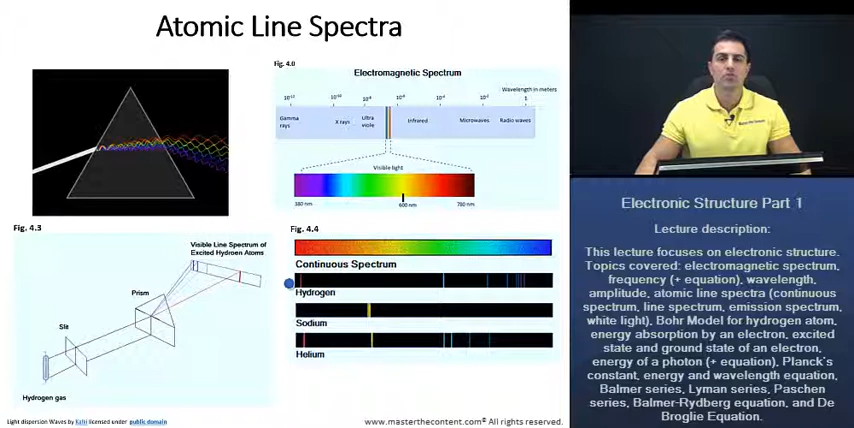 Atomic Line Spectra
Fig. 4.0
Electromagnetic Spectrum
Wavelength in meters
1
Gamma
rays
X rays
Ultra
viole
Infrared
Microwaves
Radio waves
Visible light
380 nm
600 nm
780 nm
Fig. 4.3
Visible Line Spectrum of
Excited Hydroen Atoms
Prism
Slit
Hydrogen gas
Fig. 4.4
Continuous Spectrum
Hydrogen
Sodium
Helium
Light dispersion Waves by
licensed under public domain
www.masterthecontent.com© All rights reserved.
Electronic Structure Part 1
Lecture description:
This lecture focuses on electronic structure.
Topics covered: electromagnetic spectrum,
frequency (+ equation), wavelength,
amplitude, atomic line spectra (continuous
spectrum, line spectrum, emission spectrum,
white light), Bohr Model for hydrogen atom,
energy absorption by an electron, excited
state and ground state of an electron,
energy of a photon (+ equation), Planck's
constant, energy and wavelength equation,
Balmer series, Lyman series, Paschen
series, Balmer-Rydberg equation, and De
Broglie Equation.